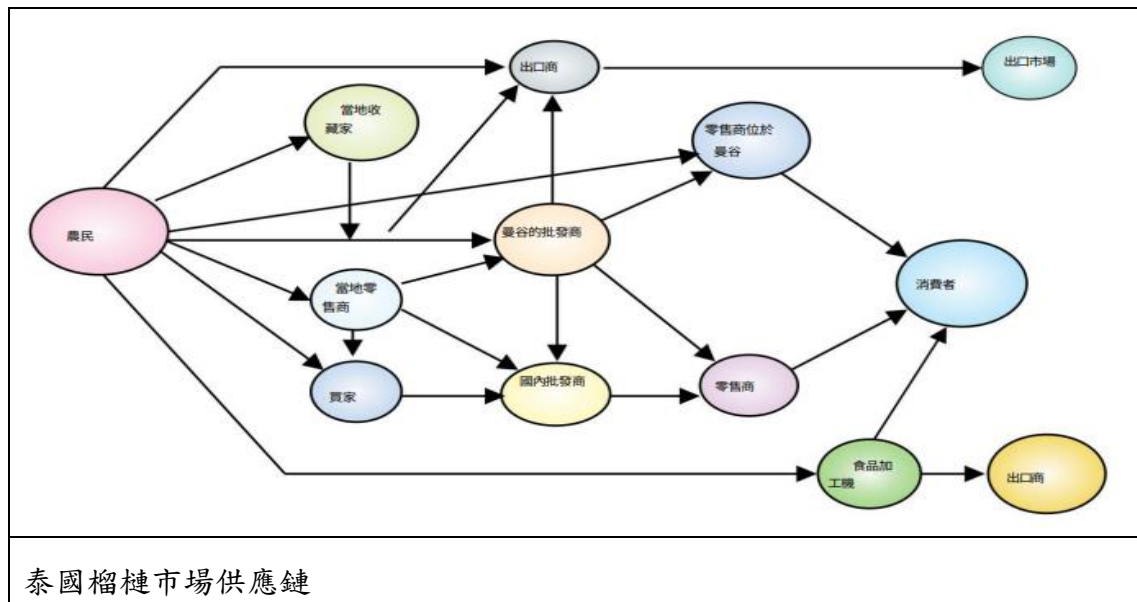 出口商
出口市場
當地收
藏家
零售商位於
曼谷
農民
曼谷的批發商
消費者
當地零
售商
買家
國內批發商
零售商
食品加
工機
出口商
泰國榴槤市場供應鏈